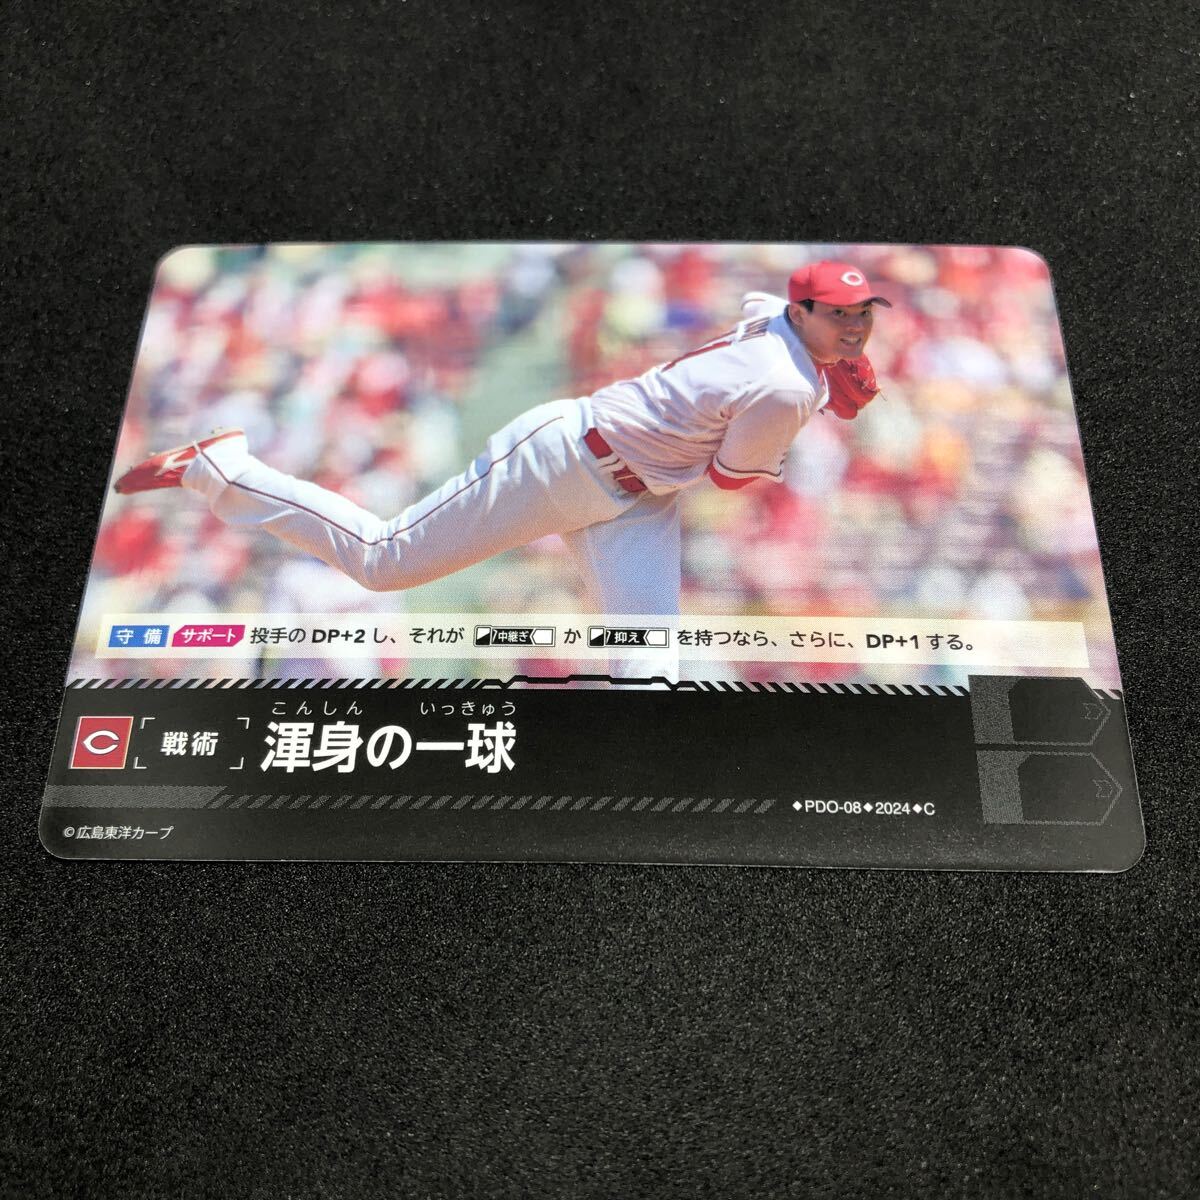 守備 サポート 投手の DP+2 し、それが 中継ぎ か 抑え を持つなら、さらに、DP+1 する。
こんしん いっきゅう
C 戦術 渾身の一球
◆PDO-08◆2024◆C
©広島東洋カープ